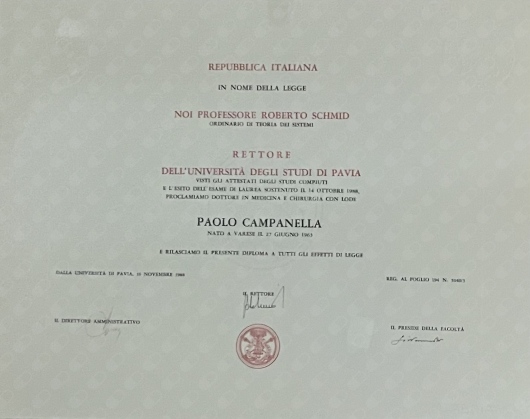 REPUBBLICA ITALIANA
IN NOME DELLA LEGGE
NOI PROFESSORE ROBERTO SCHMID
ORDINARIO DI TEORIA DEI SISTEMI
RETTORE
DELL'UNIVERSITÀ DEGLI STUDI DI PAVIA
VISTI GLI ATTESTATI DEGLI STUDI COMPIUTI
E L'ESITO DELL'ESAME DI LAUREA SOSTENUTO IL 14 OTTOBRE 1988,
PROCLAMIAMO DOTTORE IN MEDICINA E CHIRURGIA CON LODE
PAOLO CAMPANELLA
NATO A VARESE IL 27 GIUGNO 1963
E RILASCIAMO IL PRESENTE DIPLOMA A TUTTI GLI EFFETTI DI LEGGE
DALLA UNIVERSITÀ DI PAVIA, NOVEMBRE 1988
REG. AL FOGLIO 194 N.
IL RETTORE
IL DIRETTORE AMMINISTRATIVO
IL PRESIDE DELLA FACOLTÀ